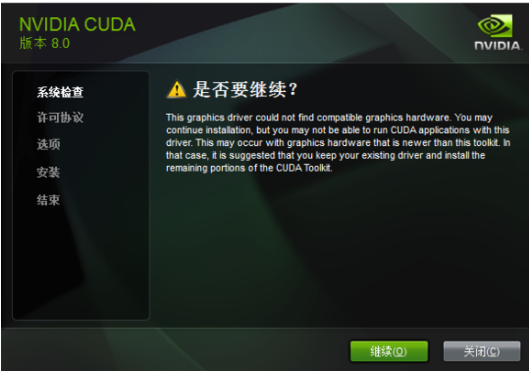 NVIDIA CUDA
版本 8.0
NVIDIA.
系统检查
许可协议
选项
安装
结束
是否要继续？
This graphics driver could not find compatible graphics hardware. You may
continue installation, but you may not be able to run CUDA applications with this
driver. This may occur with graphics hardware that is newer than this toolkit. In
that case, it is suggested that you keep your existing driver and install the
remaining portions of the CUDA Toolkit.
继续(O)
关闭(C)